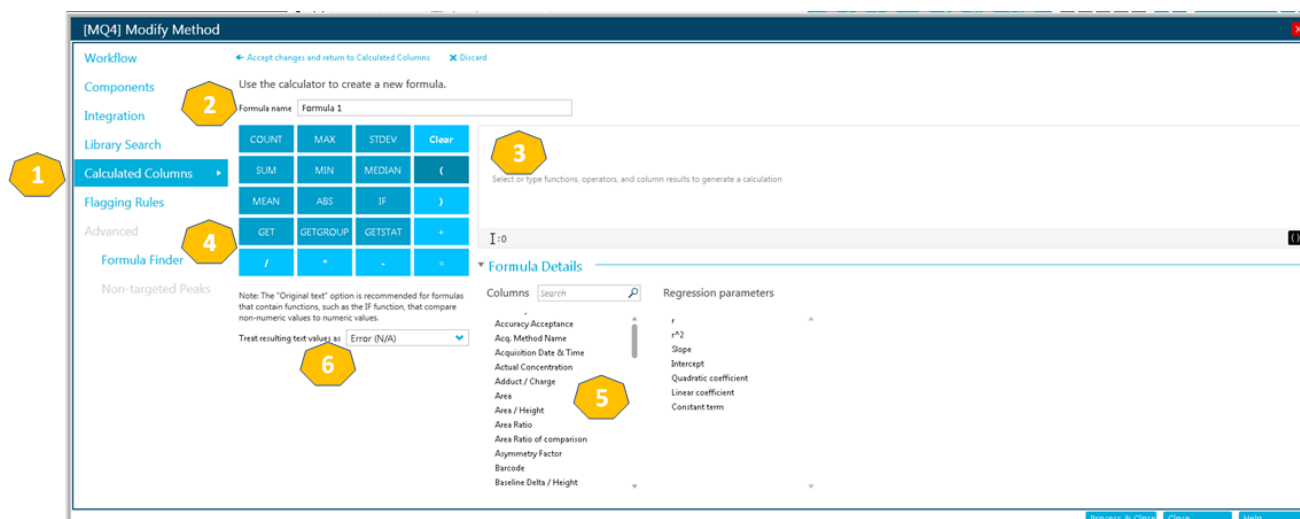 [MQ4] Modify Method
Workflow
Components
Integration
Library Search
Calculated Columns
Flagging Rules
Advanced
Formula Finder
Non-targeted Peaks
1
Accept changes and return to Calculated Columns Discard
Use the calculator to create a new formula.
2
Formula name Formula 1
COUNT MAX STDEV Clear
SUM MIN MEDIAN (
MEAN ABS IF )
GET GETGROUP GETSTAT +
/ * - =
4
Note: The "Original text" option is recommended for formulas
that contain functions, such as the IF function, that compare
non-numeric values to numeric values.
Treat resulting text values as Error (N/A)
6
3
Select or type functions, operators, and column results to generate a calculation
:0
()
Formula Details
Columns Search
Accuracy Acceptance
Acq. Method Name
Acquisition Date & Time
Actual Concentration
Adduct / Charge
Area
Area / Height
Area Ratio
Area Ratio of comparison
Asymmetry Factor
Barcode
Baseline Delta / Height
5
Regression parameters
r
r^2
Slope
Intercept
Quadratic coefficient
Linear coefficient
Constant term
Process & Close Close Help